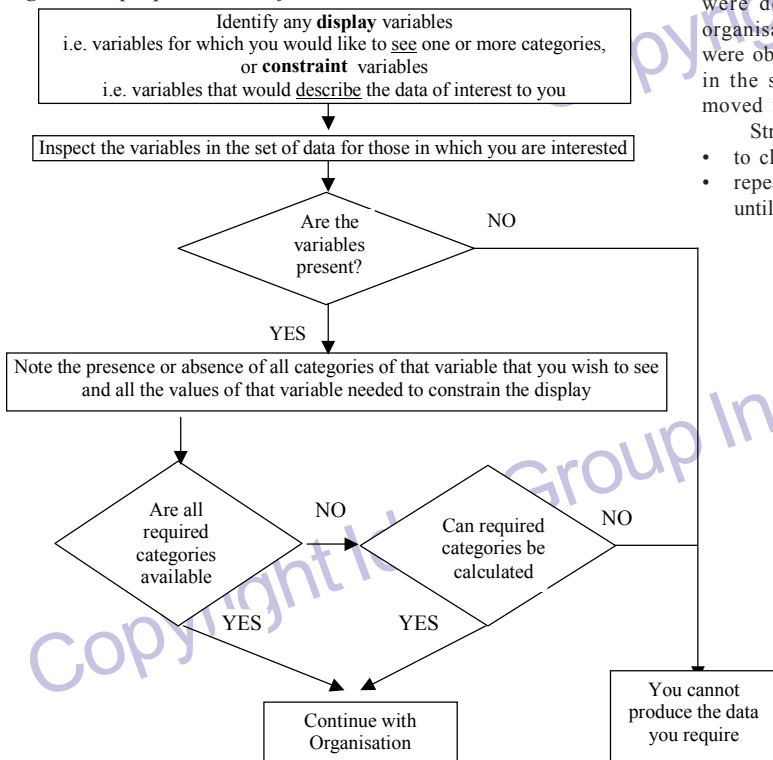 Identify any display variables
i.e. variables for which you would like to see one or more categories,
or constraint variables
i.e. variables that would describe the data of interest to you
Inspect the variables in the set of data for those in which you are interested
Are the
variables
present?
NO
YES
Note the presence or absence of all categories of that variable that you wish to see
and all the values of that variable needed to constrain the display
Are all
required
categories
available
NO
Can required
categories be
calculated
NO
YES
YES
Continue with
Organisation
You cannot
produce the data
you require
organisa
were ob
in the s
moved
Str
• to cl
• repea
until
Copyright Idea Group In
Copyrig